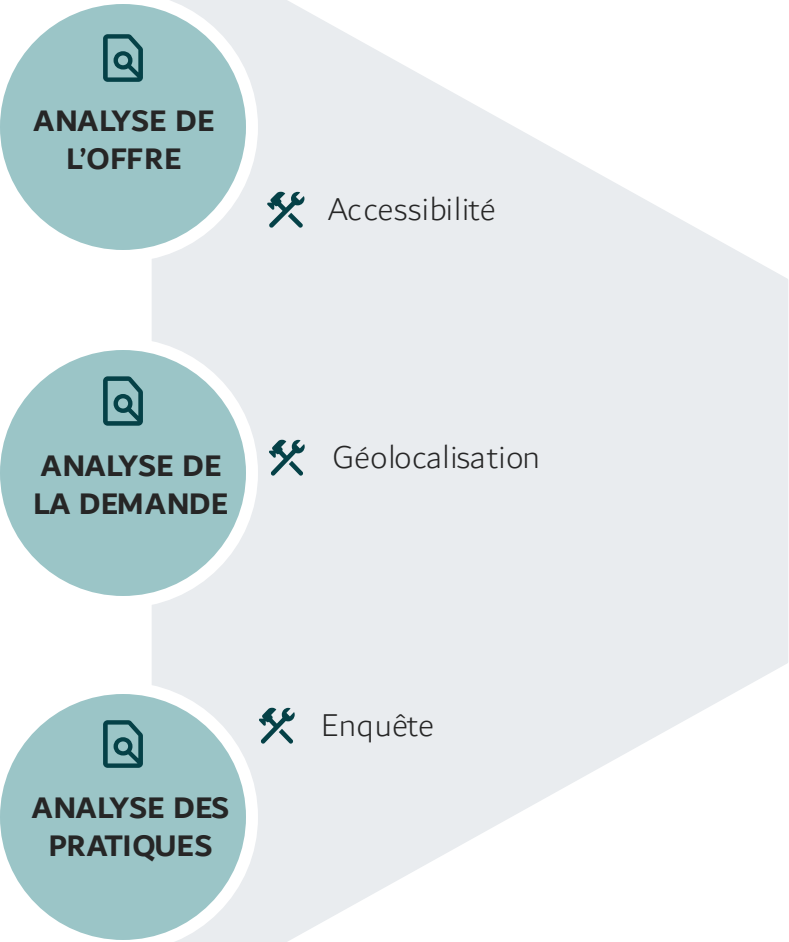 ANALYSE DE
L’OFFRE
Accessibilité
ANALYSE DE
LA DEMANDE
Géolocalisation
Enquête
ANALYSE DES
PRATIQUES